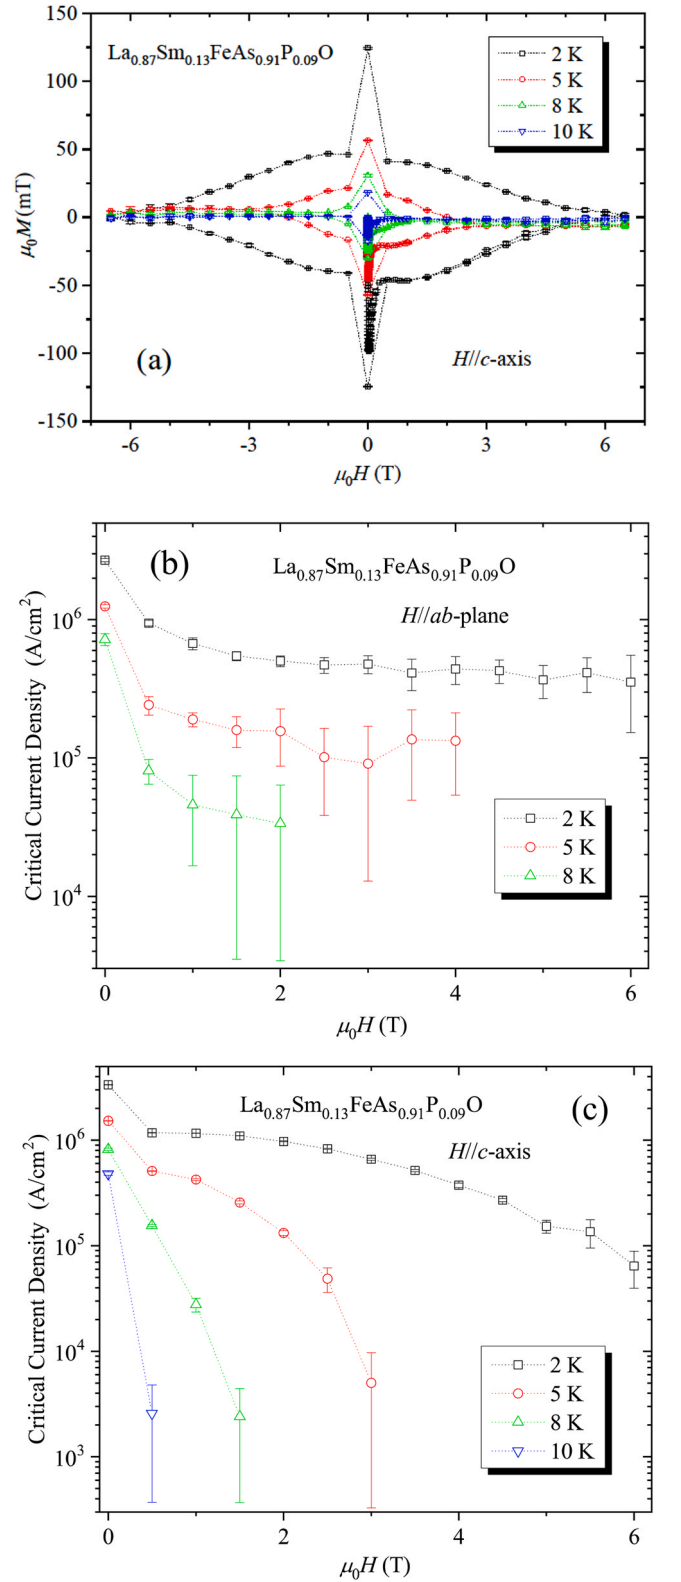 150
La0.87Sm0.13FeAs0.91P0.09O
2 K
5 K
8 K
10 K
100
50
0
-50
-100
-150
μ0M (mT)
(a)
H//c-axis
-6 -3 0 3 6
μ0H (T)
(b)
La0.87Sm0.13FeAs0.91P0.09O
H//ab-plane
10^6
10^5
10^4
Critical Current Density (A/cm^2)
2 K
5 K
8 K
0 2 4 6
μ0H (T)
La0.87Sm0.13FeAs0.91P0.09O
(c)
H//c-axis
10^6
10^5
10^4
10^3
Critical Current Density (A/cm^2)
2 K
5 K
8 K
10 K
0 2 4 6
μ0H (T)